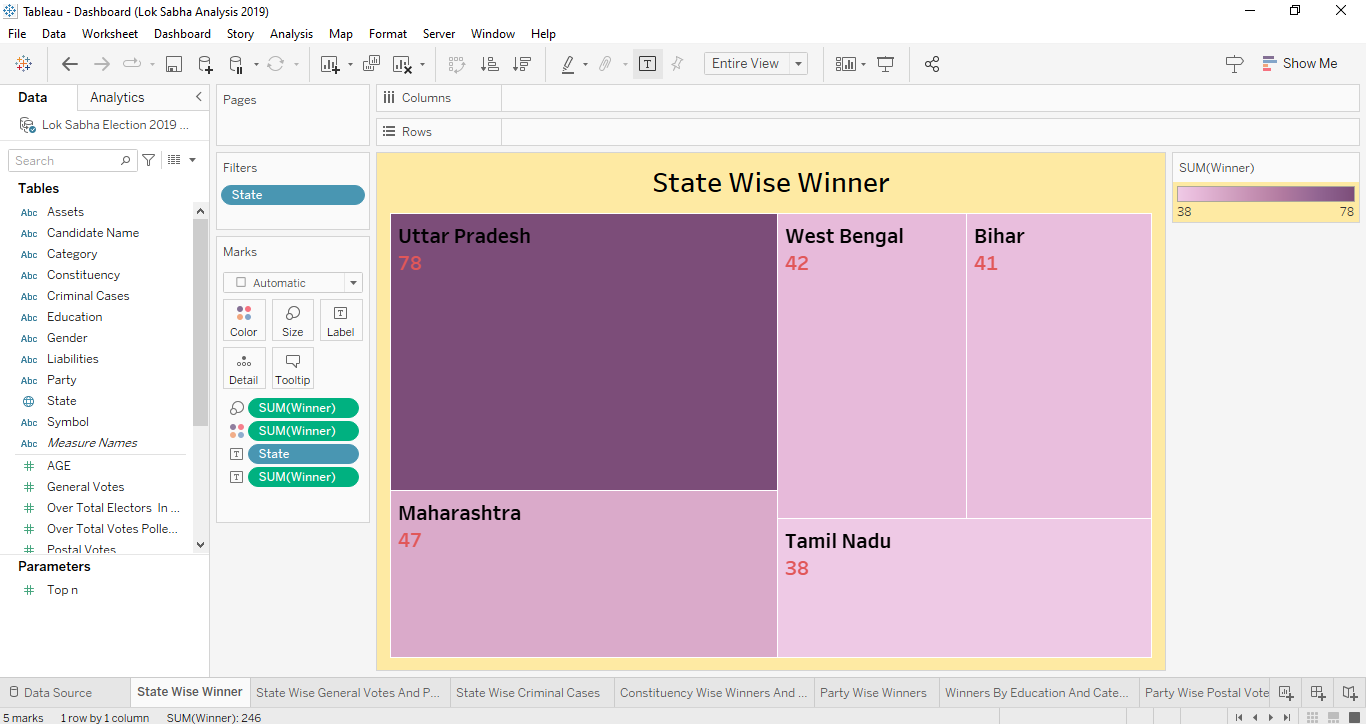 Tableau - Dashboard (Lok Sabha Analysis 2019)
File Data Worksheet Dashboard Story Analysis Map Format Server Window Help
Entire View
Show Me
Data Analytics
Lok Sabha Election 2019 ...
Search
Tables
Abc Assets
Abc Candidate Name
Abc Category
Abc Constituency
Abc Criminal Cases
Abc Education
Abc Gender
Abc Liabilities
Abc Party
State
Abc Symbol
Abc Measure Names
# AGE
# General Votes
# Over Total Electors In ...
# Over Total Votes Polle...
# Postal Votes
Parameters
# Top n
Pages
Filters
State
Marks
Automatic
Color Size Label
Detail Tooltip
SUM(Winner)
SUM(Winner)
T State
T SUM(Winner)
Columns
Rows
State Wise Winner
Uttar Pradesh
78
West Bengal
42
Bihar
41
Maharashtra
47
Tamil Nadu
38
SUM(Winner)
38 78
Data Source State Wise Winner State Wise General Votes And P... State Wise Criminal Cases Constituency Wise Winners And ... Party Wise Winners Winners By Education And Cate... Party Wise Postal Vote
5 marks 1 row by 1 column SUM(Winner): 246